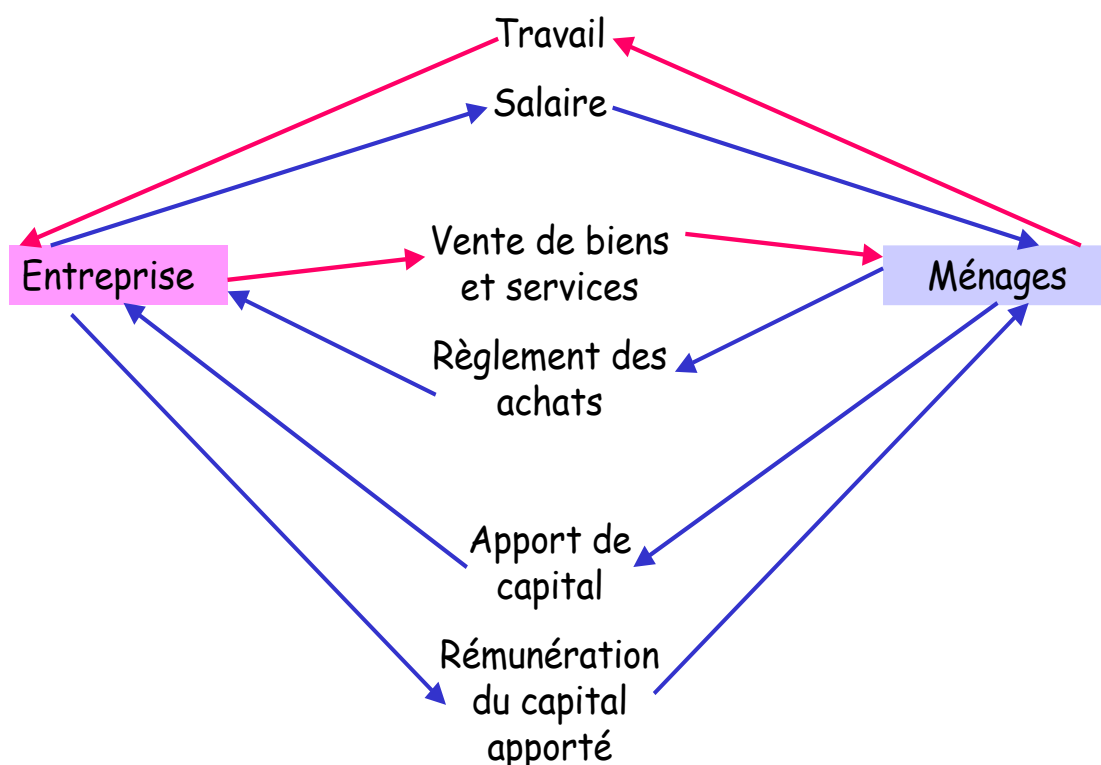 Travail
Salaire
Vente de biens
et services
Entreprise
Ménages
Règlement des
achats
Apport de
capital
Rémunération
du capital
apporté